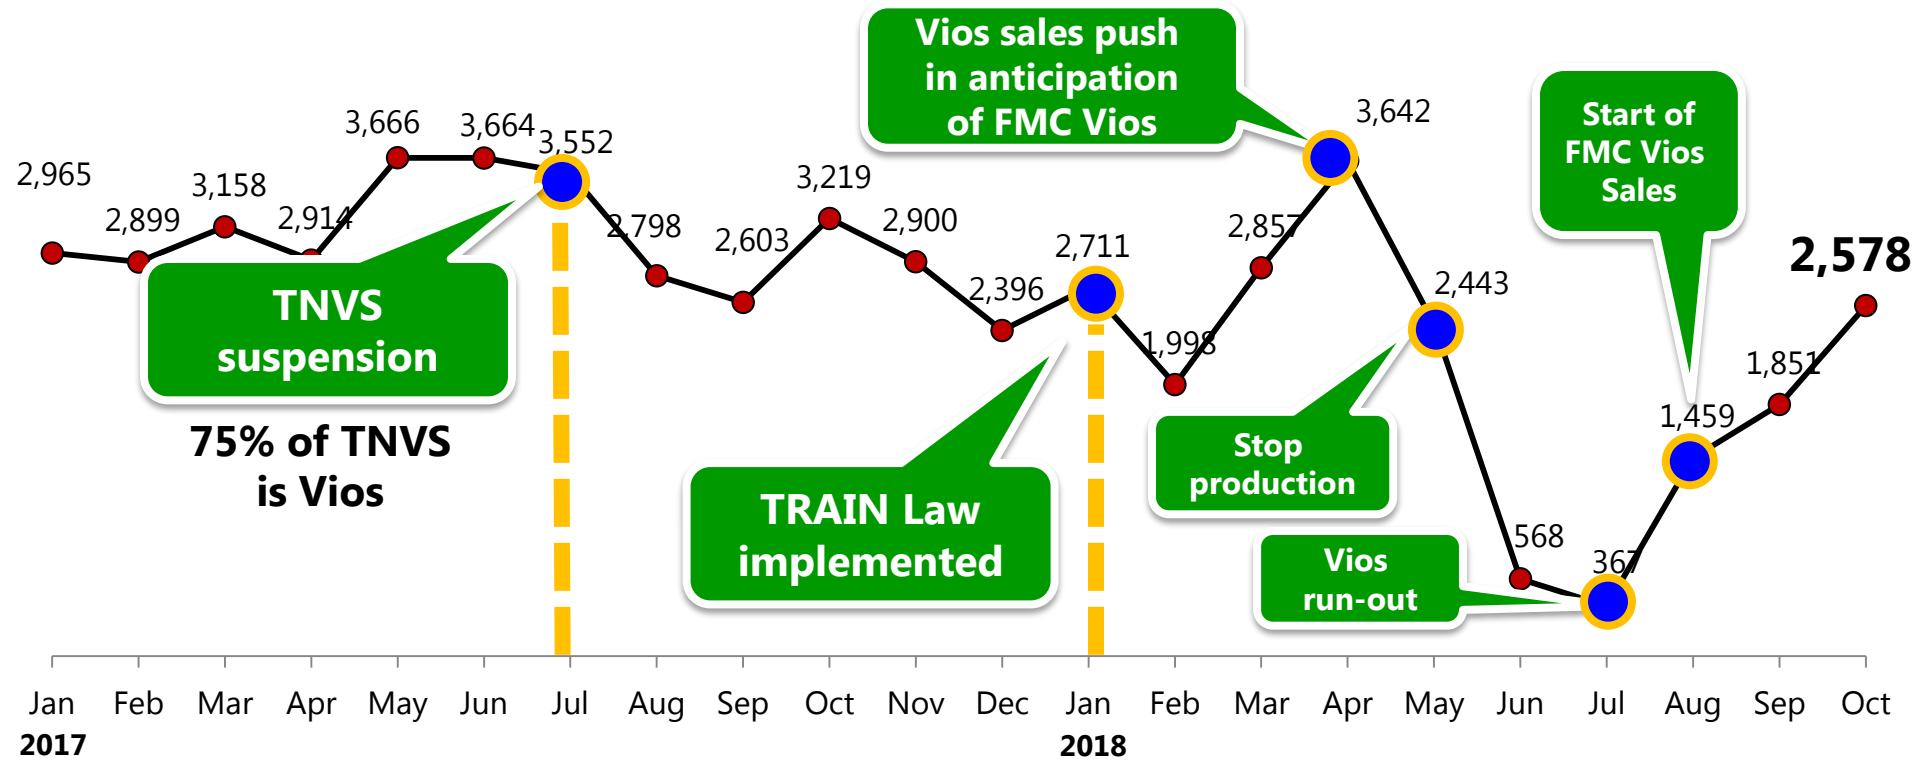 Vios sales push
in anticipation
of FMC Vios
Start of
FMC Vios
Sales
2,965
2,899
3,158
2,914
3,666
3,664
3,552
2,798
2,603
3,219
2,900
2,396
2,711
1,998
2,857
3,642
2,443
568
367
1,459
1,851
2,578
TNVS
suspension
75% of TNVS
is Vios
TRAIN Law
implemented
Stop
production
Vios
run-out
Jan Feb Mar Apr May Jun Jul Aug Sep Oct Nov Dec Jan Feb Mar Apr May Jun Jul Aug Sep Oct
2017 2018